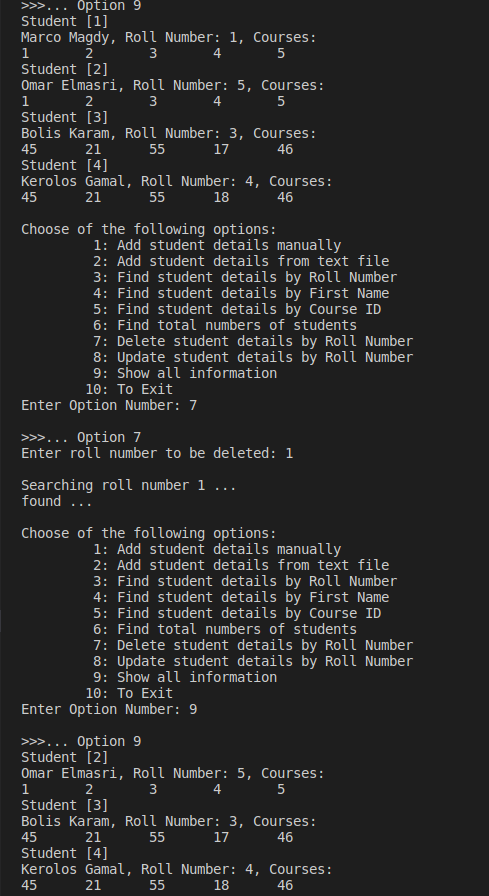 >>>... Option 9
Student [1]
Marco Magdy, Roll Number: 1, Courses:
1       2       3       4       5
Student [2]
Omar Elmasri, Roll Number: 5, Courses:
1       2       3       4       5
Student [3]
Bolis Karam, Roll Number: 3, Courses:
45      21      55      17      46
Student [4]
Kerolos Gamal, Roll Number: 4, Courses:
45      21      55      18      46

Choose of the following options:
         1: Add student details manually
         2: Add student details from text file
         3: Find student details by Roll Number
         4: Find student details by First Name
         5: Find student details by Course ID
         6: Find total numbers of students
         7: Delete student details by Roll Number
         8: Update student details by Roll Number
         9: Show all information
        10: To Exit
Enter Option Number: 7

>>>... Option 7
Enter roll number to be deleted: 1

Searching roll number 1 ...
found ...

Choose of the following options:
         1: Add student details manually
         2: Add student details from text file
         3: Find student details by Roll Number
         4: Find student details by First Name
         5: Find student details by Course ID
         6: Find total numbers of students
         7: Delete student details by Roll Number
         8: Update student details by Roll Number
         9: Show all information
        10: To Exit
Enter Option Number: 9

>>>... Option 9
Student [2]
Omar Elmasri, Roll Number: 5, Courses:
1       2       3       4       5
Student [3]
Bolis Karam, Roll Number: 3, Courses:
45      21      55      17      46
Student [4]
Kerolos Gamal, Roll Number: 4, Courses:
45      21      55      18      46